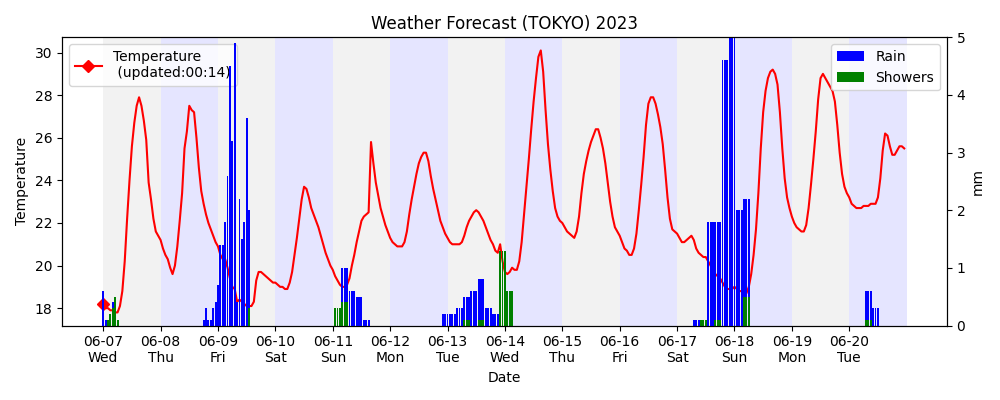 Weather Forecast (TOKYO) 2023
Temperature
(updated:00:14)
Rain
Showers
30
28
26
24
22
20
18
Temperature
5
4
3
2
1
0
mm
06-07 06-08 06-09 06-10 06-11 06-12 06-13 06-14 06-15 06-16 06-17 06-18 06-19 06-20
Wed Thu Fri Sat Sun Mon Tue Wed Thu Fri Sat Sun Mon Tue
Date